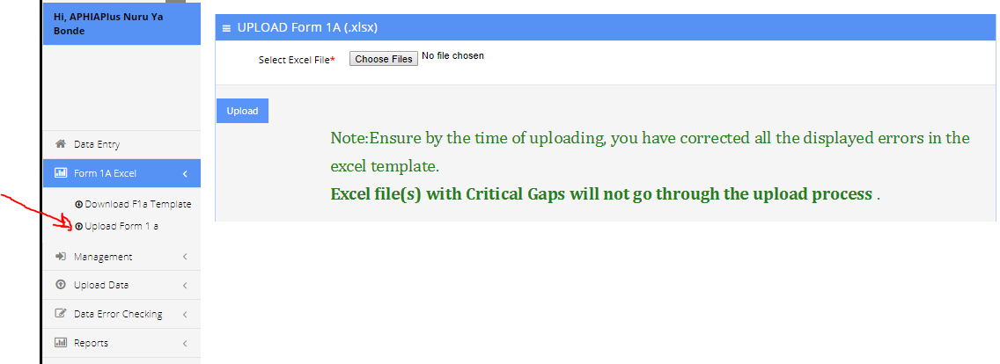 Hi, APHIAPlus Nuru Ya
Bonde
Data Entry
Form 1A Excel
Download F1a Template
Upload Form 1 a
Management
Upload Data
Data Error Checking
Reports
UPLOAD Form 1A (.xlsx)
Select Excel File* Choose Files No file chosen
Upload
Note:Ensure by the time of uploading, you have corrected all the displayed errors in the
excel template.
Excel file(s) with Critical Gaps will not go through the upload process .